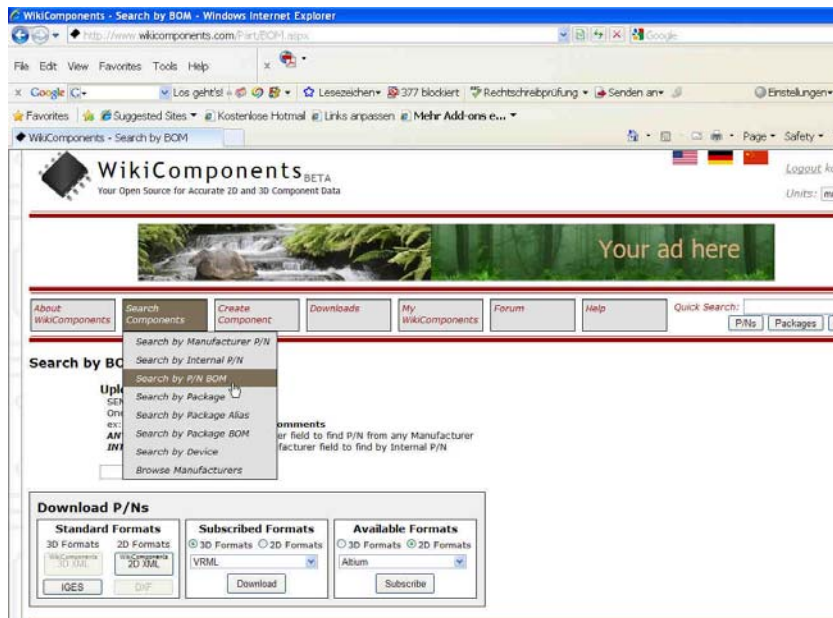 WikiComponents - Search by BOM - Windows Internet Explorer
http://www.wikicomponents.com/Part/BOM.aspx
Google
File Edit View Favorites Tools Help
x
x Google G Los geht's! Lesezeichen 377 blockiert Rechtschreibprüfung Senden an Einstellungen
Favorites Suggested Sites Kostenlose Hotmail Links anpassen Mehr Add-ons e...
WikiComponents - Search by BOM
Page Safety
WikiComponents BETA
Your Open Source for Accurate 2D and 3D Component Data
Logout
Units:
Your ad here
About WikiComponents
Search Components
Create Component
Downloads
My WikiComponents
Forum
Help
Quick Search:
P/Ns Packages
Search by Manufacturer P/N
Search by Internal P/N
Search by BO
Search by P/N BOM
Uplo
Search by Package
SEM
One
Search by Package Alias
ex: omments
Search by Package BOM
er field to find P/N from any Manufacturer
Search by Device
facturer field to find by Internal P/N
Browse Manufacturers
Download P/Ns
Standard Formats
3D Formats 2D Formats
WikiComponents 3D XML
WikiComponents 2D XML
IGES DXF
Subscribed Formats
3D Formats 2D Formats
VRML
Download
Available Formats
3D Formats 2D Formats
Altium
Subscribe